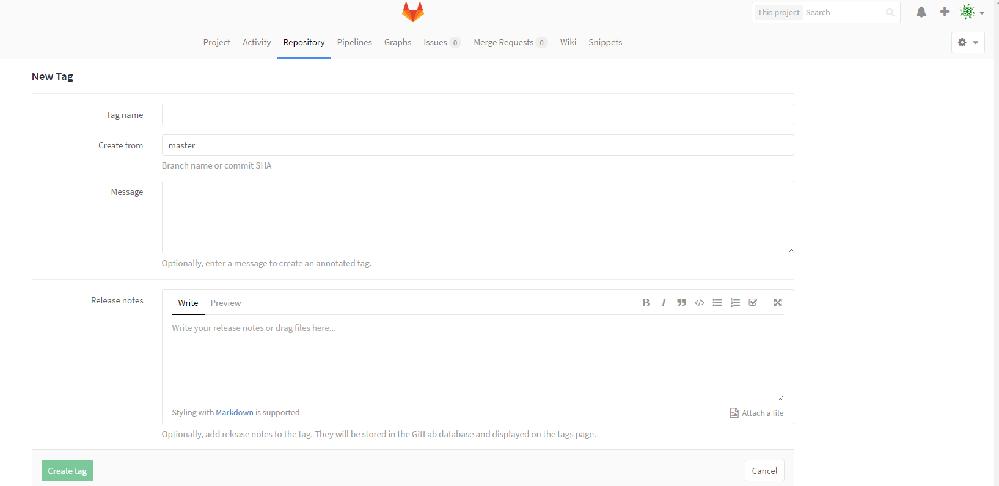 This project Search
Project Activity Repository Pipelines Graphs Issues 0 Merge Requests 0 Wiki Snippets
New Tag
Tag name
Create from master
Branch name or commit SHA
Message
Optionally, enter a message to create an annotated tag.
Release notes Write Preview B I
Write your release notes or drag files here...
Styling with Markdown is supported Attach a file
Optionally, add release notes to the tag. They will be stored in the GitLab database and displayed on the tags page.
Create tag Cancel